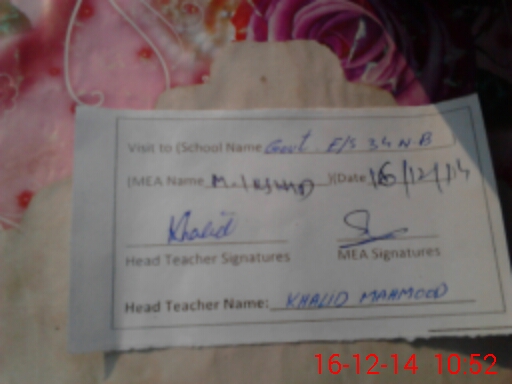 Visit to (School Name Govt E/S 34 N.B
(MEA Name M. Irshad )(Date 16/12/14
Khalid
Head Teacher Signatures MEA Signatures
Head Teacher Name: KHALID MAHMOOD
16-12-14 10:52